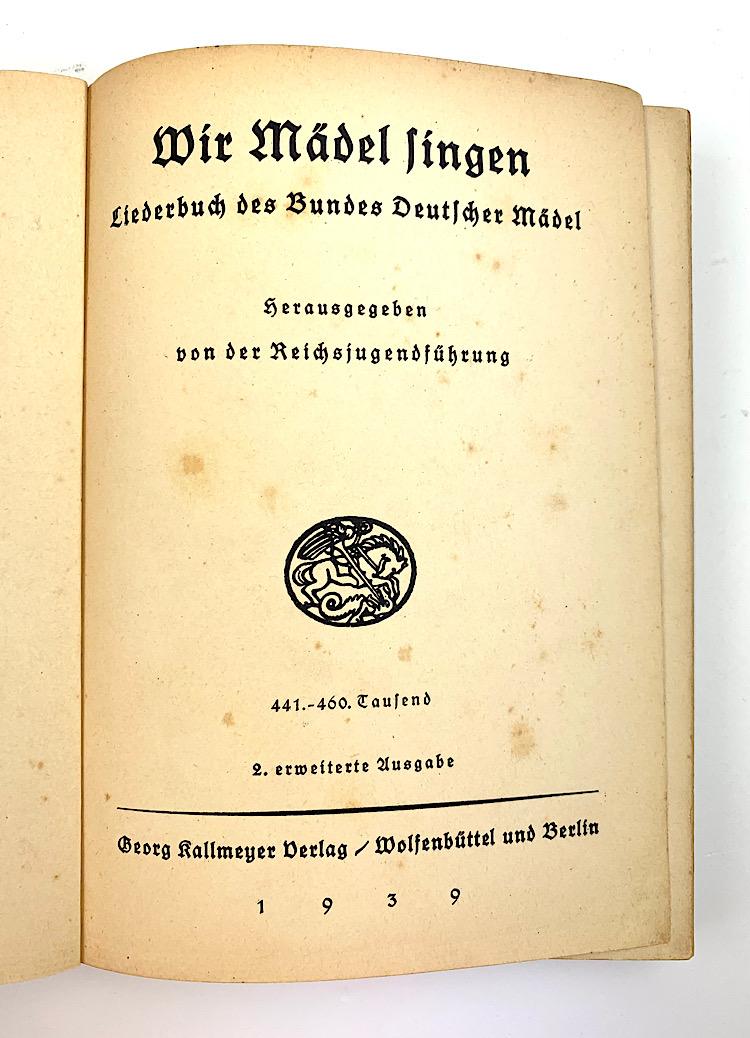 Wir Mädel singen
Liederbuch des Bundes Deutscher Mädel
Herausgegeben
von der Reichsjugendführung
441.-460. Tausend
2. erweiterte Ausgabe
Georg Kallmeyer Verlag / Wolfenbüttel und Berlin
1939